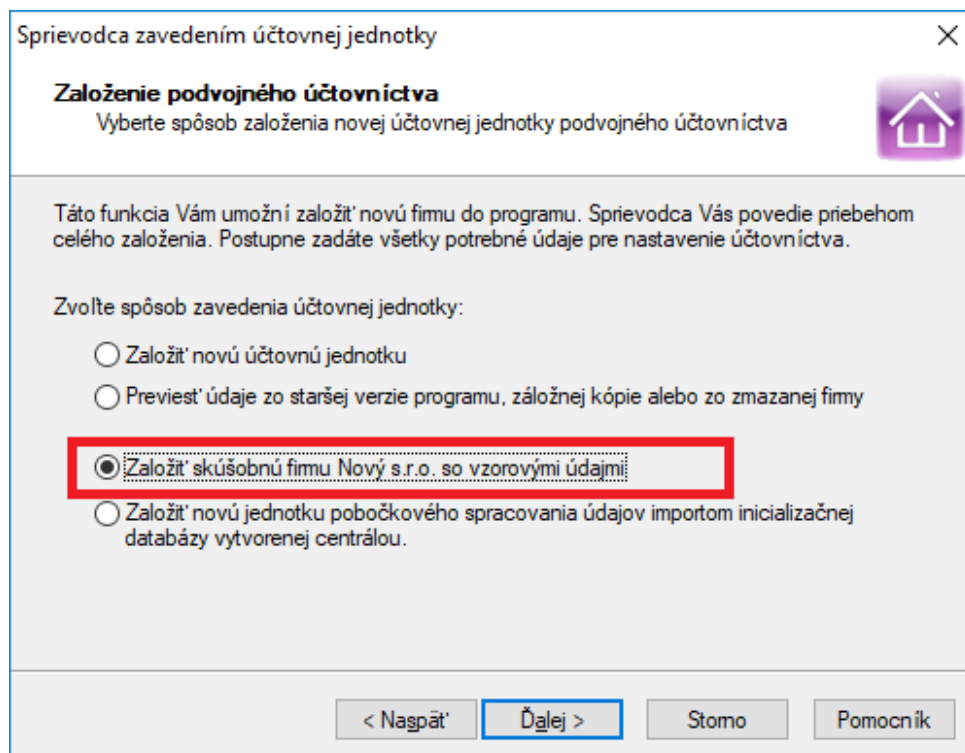 Sprievodca zavedením účtovnej jednotky
Založenie podvojného účtovníctva
Vyberte spôsob založenia novej účtovnej jednotky podvojného účtovníctva
Táto funkcia Vám umožní založiť novú firmu do programu. Sprievodca Vás povedie priebehom
celého založenia. Postupne zadáte všetky potrebné údaje pre nastavenie účtovníctva.
Zvoľte spôsob zavedenia účtovnej jednotky:
Založiť novú účtovnú jednotku
Previesť údaje zo staršej verzie programu, záložnej kópie alebo zo zmazanej firmy
Založiť skúšobnú firmu Nový s.r.o. so vzorovými údajmi
Založiť novú jednotku pobočkového spracovania údajov importom inicializačnej
databázy vytvorenej centrálou.
< Naspäť
Ďalej >
Storno
Pomocník